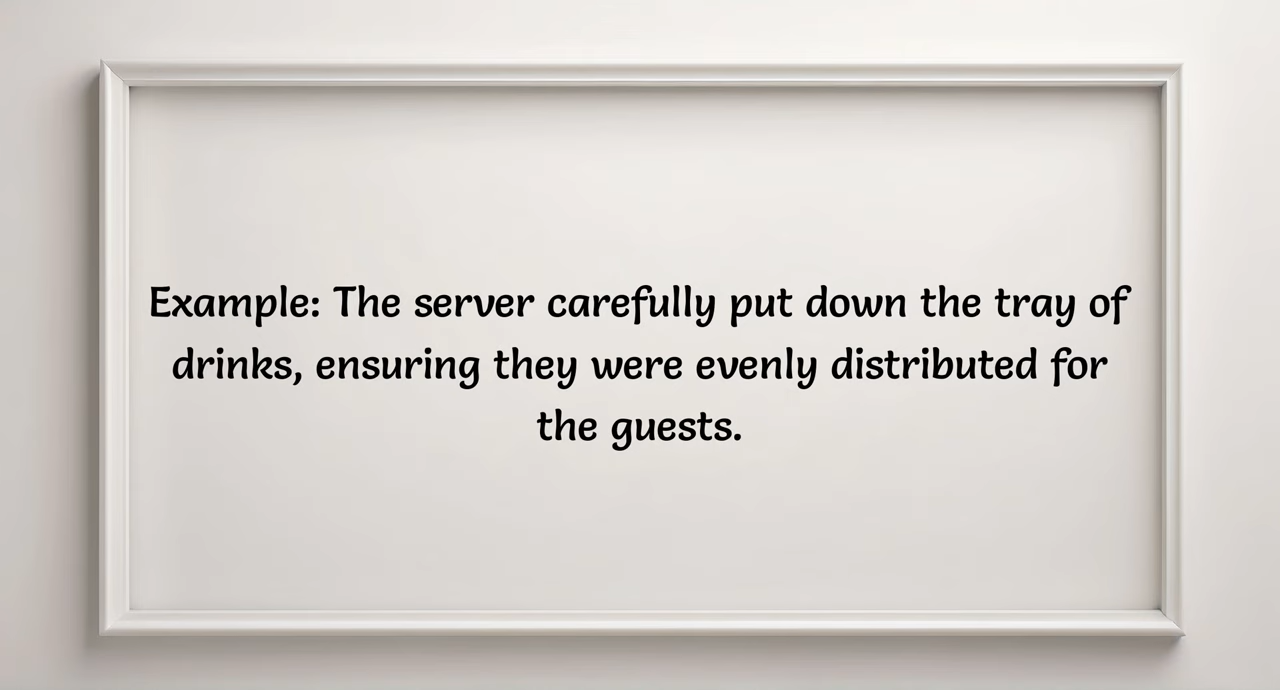 Example: The server carefully put down the tray of
drinks, ensuring they were evenly distributed for
the guests.